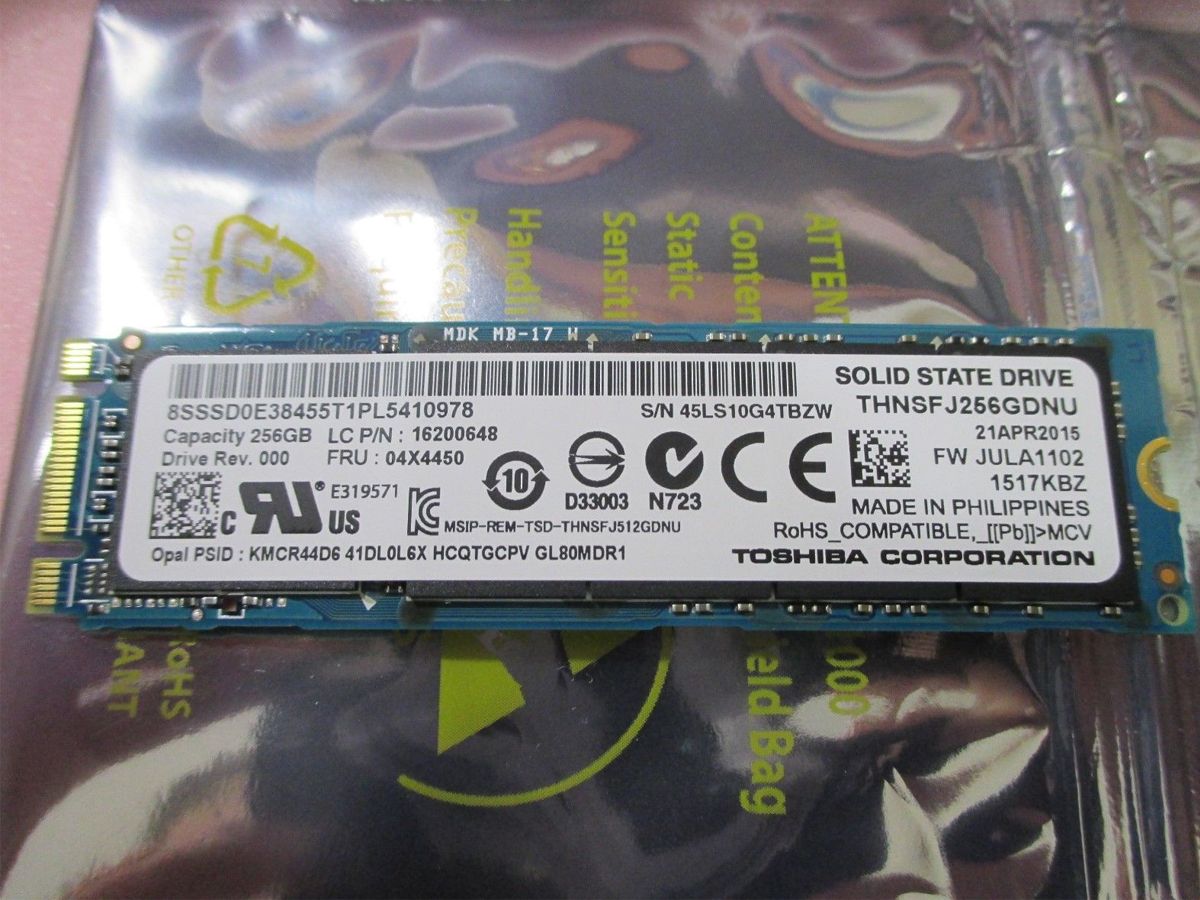 ATTEN
Conten
Static
Sensiti
Handli
Precau
7
OTHER
MDK MB-17 W
8SSSD0E38455T1PL5410978
S/N 45LS10G4TBZW
SOLID STATE DRIVE
THNSFJ256GDNU
Capacity 256GB LC P/N : 16200648
21APR2015
Drive Rev. 000 FRU : 04X4450
FW JULA1102
1517KBZ
10
D33003 N723
CE
C RU US
E319571
MSIP-REM-TSD-THNSFJ512GDNU
MADE IN PHILIPPINES
RoHS_COMPATIBLE,_[[Pb]]>MCV
Opal PSID : KMCR44D6 41DL0L6X HCQTGCPV GL80MDR1
TOSHIBA CORPORATION
RoHS
ANT
000
eld Bag